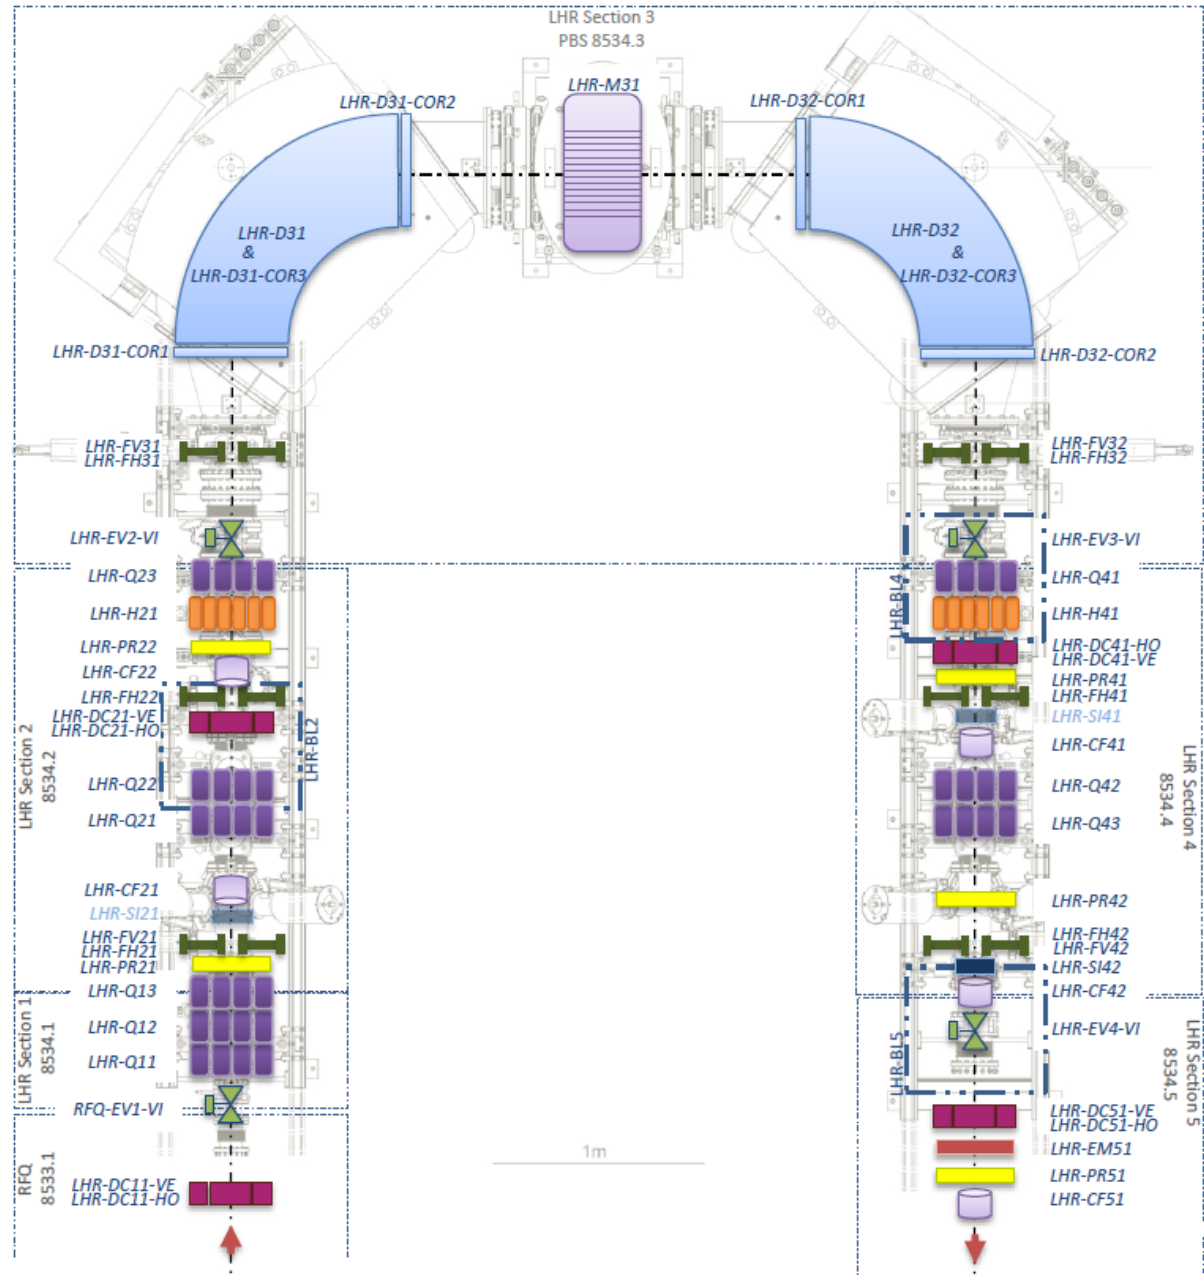 LHR Section 3
PBS 8534.3
LHR-M31
LHR-D31-COR2
LHR-D32-COR1
LHR-D31
&
LHR-D31-COR3
LHR-D32
&
LHR-D32-COR3
LHR-D31-COR1
LHR-D32-COR2
LHR-FV31
LHR-FH31
LHR-EV2-VI
LHR-Q23
LHR-H21
LHR-PR22
LHR-CF22
LHR-FH22
LHR-DC21-VE
LHR-DC21-HO
LHR-BL2
LHR-Q22
LHR-Q21
LHR-CF21
LHR-SI21
LHR-FV21
LHR-FH21
LHR-PR21
LHR Section 2
8534.2
LHR-Q13
LHR-Q12
LHR-Q11
LHR Section 1
8534.1
RFQ-EV1-VI
RFQ
8533.1
LHR-DC11-VE
LHR-DC11-HO
1m
LHR-FV32
LHR-FH32
LHR-EV3-VI
LHR-Q41
LHR-H41
LHR-BL4
LHR-DC41-HO
LHR-DC41-VE
LHR-PR41
LHR-FH41
LHR-SI41
LHR-CF41
LHR-Q42
LHR-Q43
LHR-PR42
LHR-FH42
LHR-FV42
LHR-SI42
LHR Section 4
8534.4
LHR-CF42
LHR-EV4-VI
LHR-BL5
LHR-DC51-VE
LHR-DC51-HO
LHR-EM51
LHR-PR51
LHR-CF51
LHR Section 5
8534.5